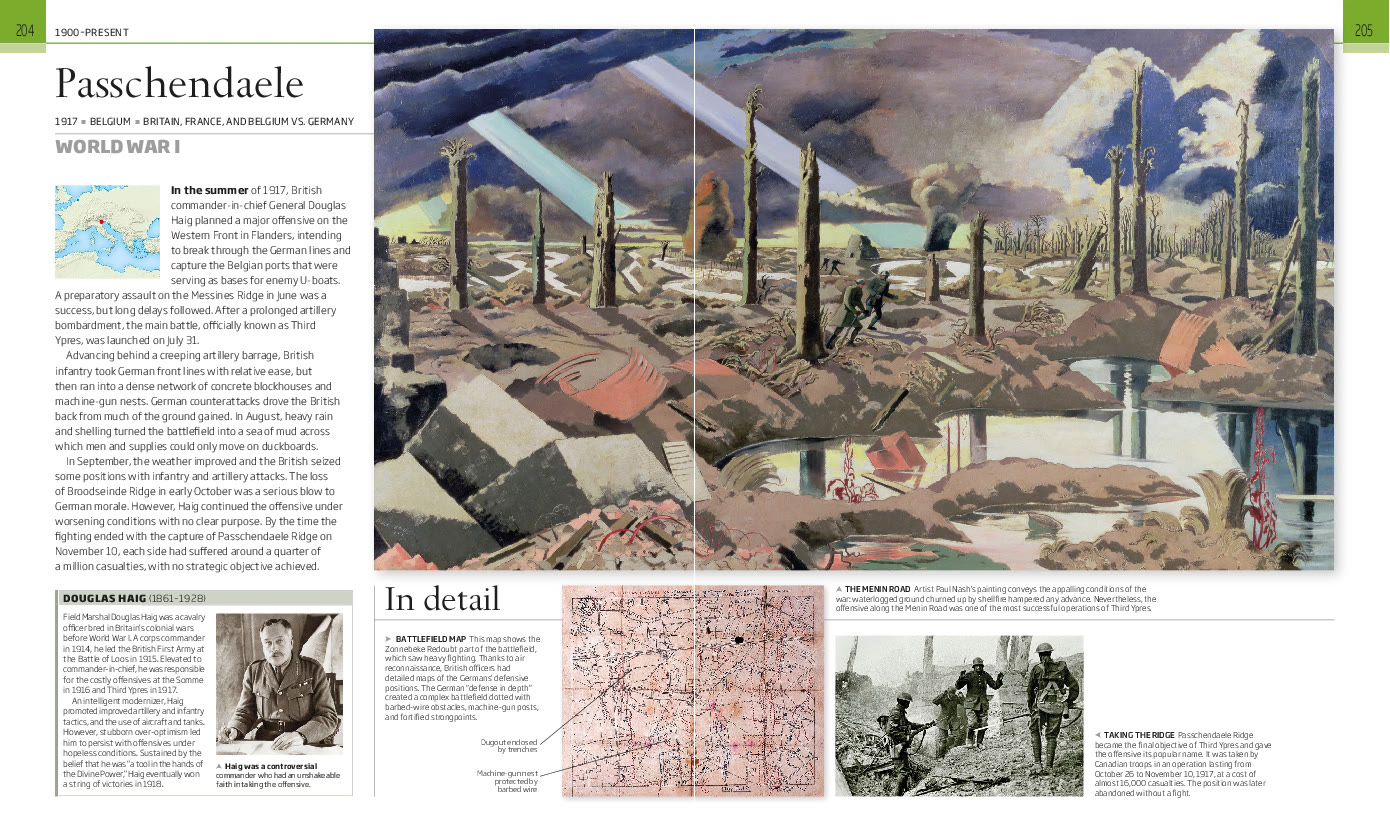 204
1900–PRESENT
205
Passchendaele
1917 ■ BELGIUM ■ BRITAIN, FRANCE, AND BELGIUM VS. GERMANY
WORLD WAR I
In the summer of 1917, British
commander-in-chief General Douglas
Haig planned a major offensive on the
Western Front in Flanders, intending
to break through the German lines and
capture the Belgian ports that were
serving as bases for enemy U-boats.
A preparatory assault on the Messines Ridge in June was a
success, but long delays followed. After a prolonged artillery
bombardment, the main battle, officially known as Third
Ypres, was launched on July 31.
Advancing behind a creeping artillery barrage, British
infantry took German front lines with relative ease, but
then ran into a dense network of concrete blockhouses and
machine-gun nests. German counterattacks drove the British
back from much of the ground gained. In August, heavy rain
and shelling turned the battlefield into a sea of mud across
which men and supplies could only move on duckboards.
In September, the weather improved and the British seized
some positions with infantry and artillery attacks. The loss
of Broodseinde Ridge in early October was a serious blow to
German morale. However, Haig continued the offensive under
worsening conditions with no clear purpose. By the time the
fighting ended with the capture of Passchendaele Ridge on
November 10, each side had suffered around a quarter of
a million casualties, with no strategic objective achieved.
DOUGLAS HAIG (1861–1928)
Field Marshal Douglas Haig was a cavalry
officer bred in Britain's colonial wars
before World War I. A corps commander
in 1914, he led the British First Army at
the Battle of Loos in 1915. Elevated to
commander-in-chief, he was responsible
for the costly offensives at the Somme
in 1916 and Third Ypres in 1917.
An intelligent modernizer, Haig
promoted improved artillery and infantry
tactics, and the use of aircraft and tanks.
However, stubborn over-optimism led
him to persist with offensives under
hopeless conditions. Sustained by the
belief that he was "a tool in the hands of
the Divine Power," Haig eventually won
a string of victories in 1918.
Haig was a controversial
commander who had an unshakeable
faith in taking the offensive.
In detail
BATTLEFIELD MAP This map shows the
Zonnebeke Redoubt part of the battlefield,
which saw heavy fighting. Thanks to air
reconnaissance, British officers had
detailed maps of the Germans' defensive
positions. The German "defense in depth"
created a complex battlefield dotted with
barbed-wire obstacles, machine-gun posts,
and fortified strongpoints.
Dugout enclosed
by trenches
Machine-gun nest
protected by
barbed wire
THE MENIN ROAD Artist Paul Nash's painting conveys the appalling conditions of the
war: waterlogged ground churned up by shellfire hampered any advance. Nevertheless, the
offensive along the Menin Road was one of the most successful operations of Third Ypres.
TAKING THE RIDGE Passchendaele Ridge
became the final objective of Third Ypres and gave
the offensive its popular name. It was taken by
Canadian troops in an operation lasting from
October 26 to November 10, 1917, at a cost of
almost 16,000 casualties. The position was later
abandoned without a fight.